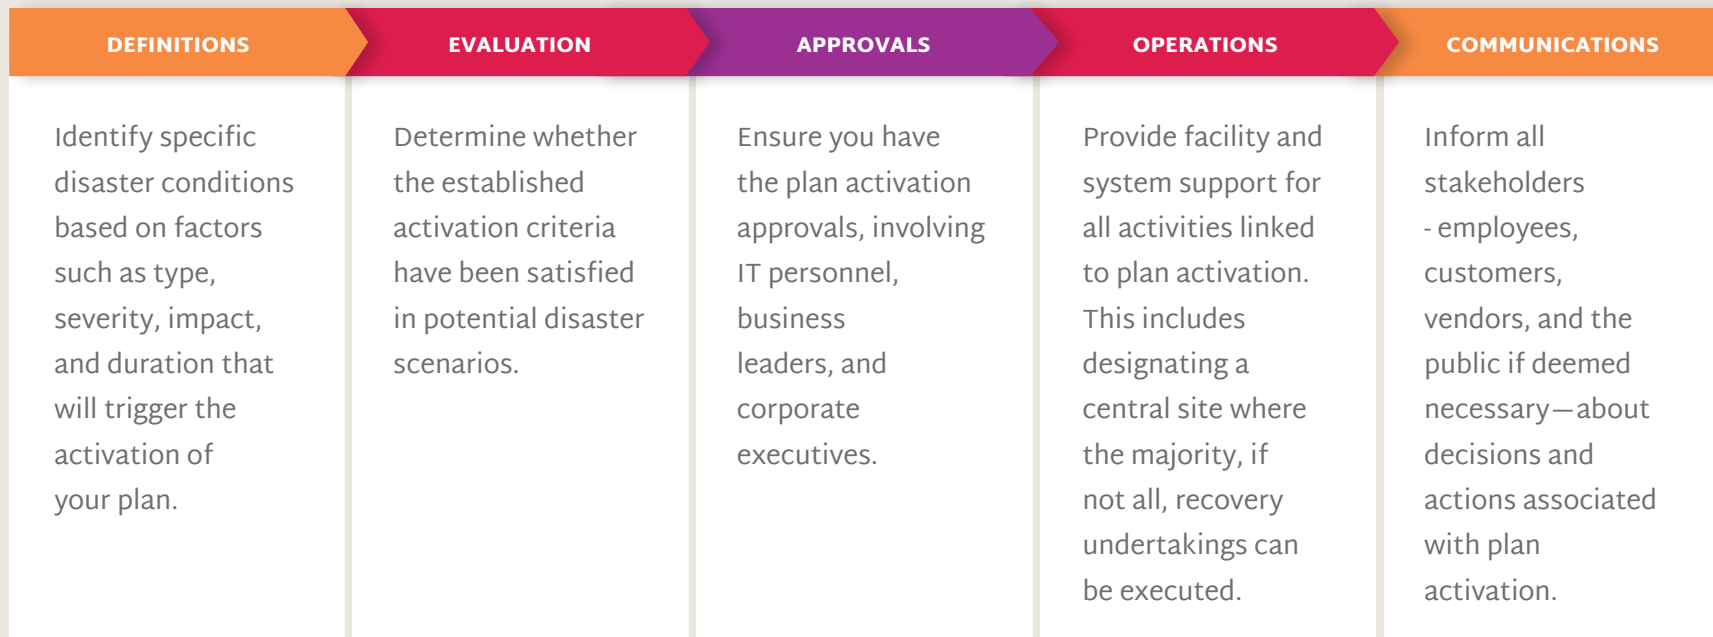 DEFINITIONS
Identify specific
disaster conditions
based on factors
such as type,
severity, impact,
and duration that
will trigger the
activation of
your plan.
EVALUATION
Determine whether
the established
activation criteria
have been satisfied
in potential disaster
scenarios.
APPROVALS
Ensure you have
the plan activation
approvals, involving
IT personnel,
business
leaders, and
corporate
executives.
OPERATIONS
Provide facility and
system support for
all activities linked
to plan activation.
This includes
designating a
central site where
the majority, if
not all, recovery
undertakings can
be executed.
COMMUNICATIONS
Inform all
stakeholders
- employees,
customers,
vendors, and the
public if deemed
necessary—about
decisions and
actions associated
with plan
activation.